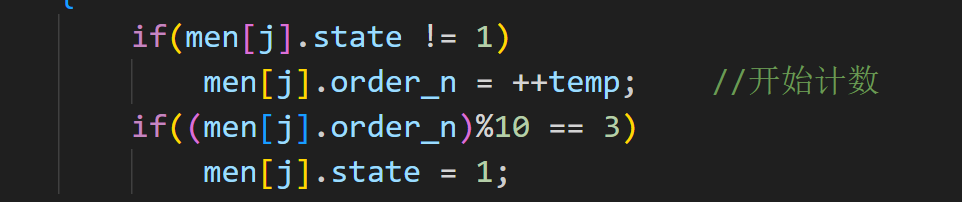 {
if(men[j].state != 1)
men[j].order_n = ++temp; //开始计数
if((men[j].order_n)%10 == 3)
men[j].state = 1;